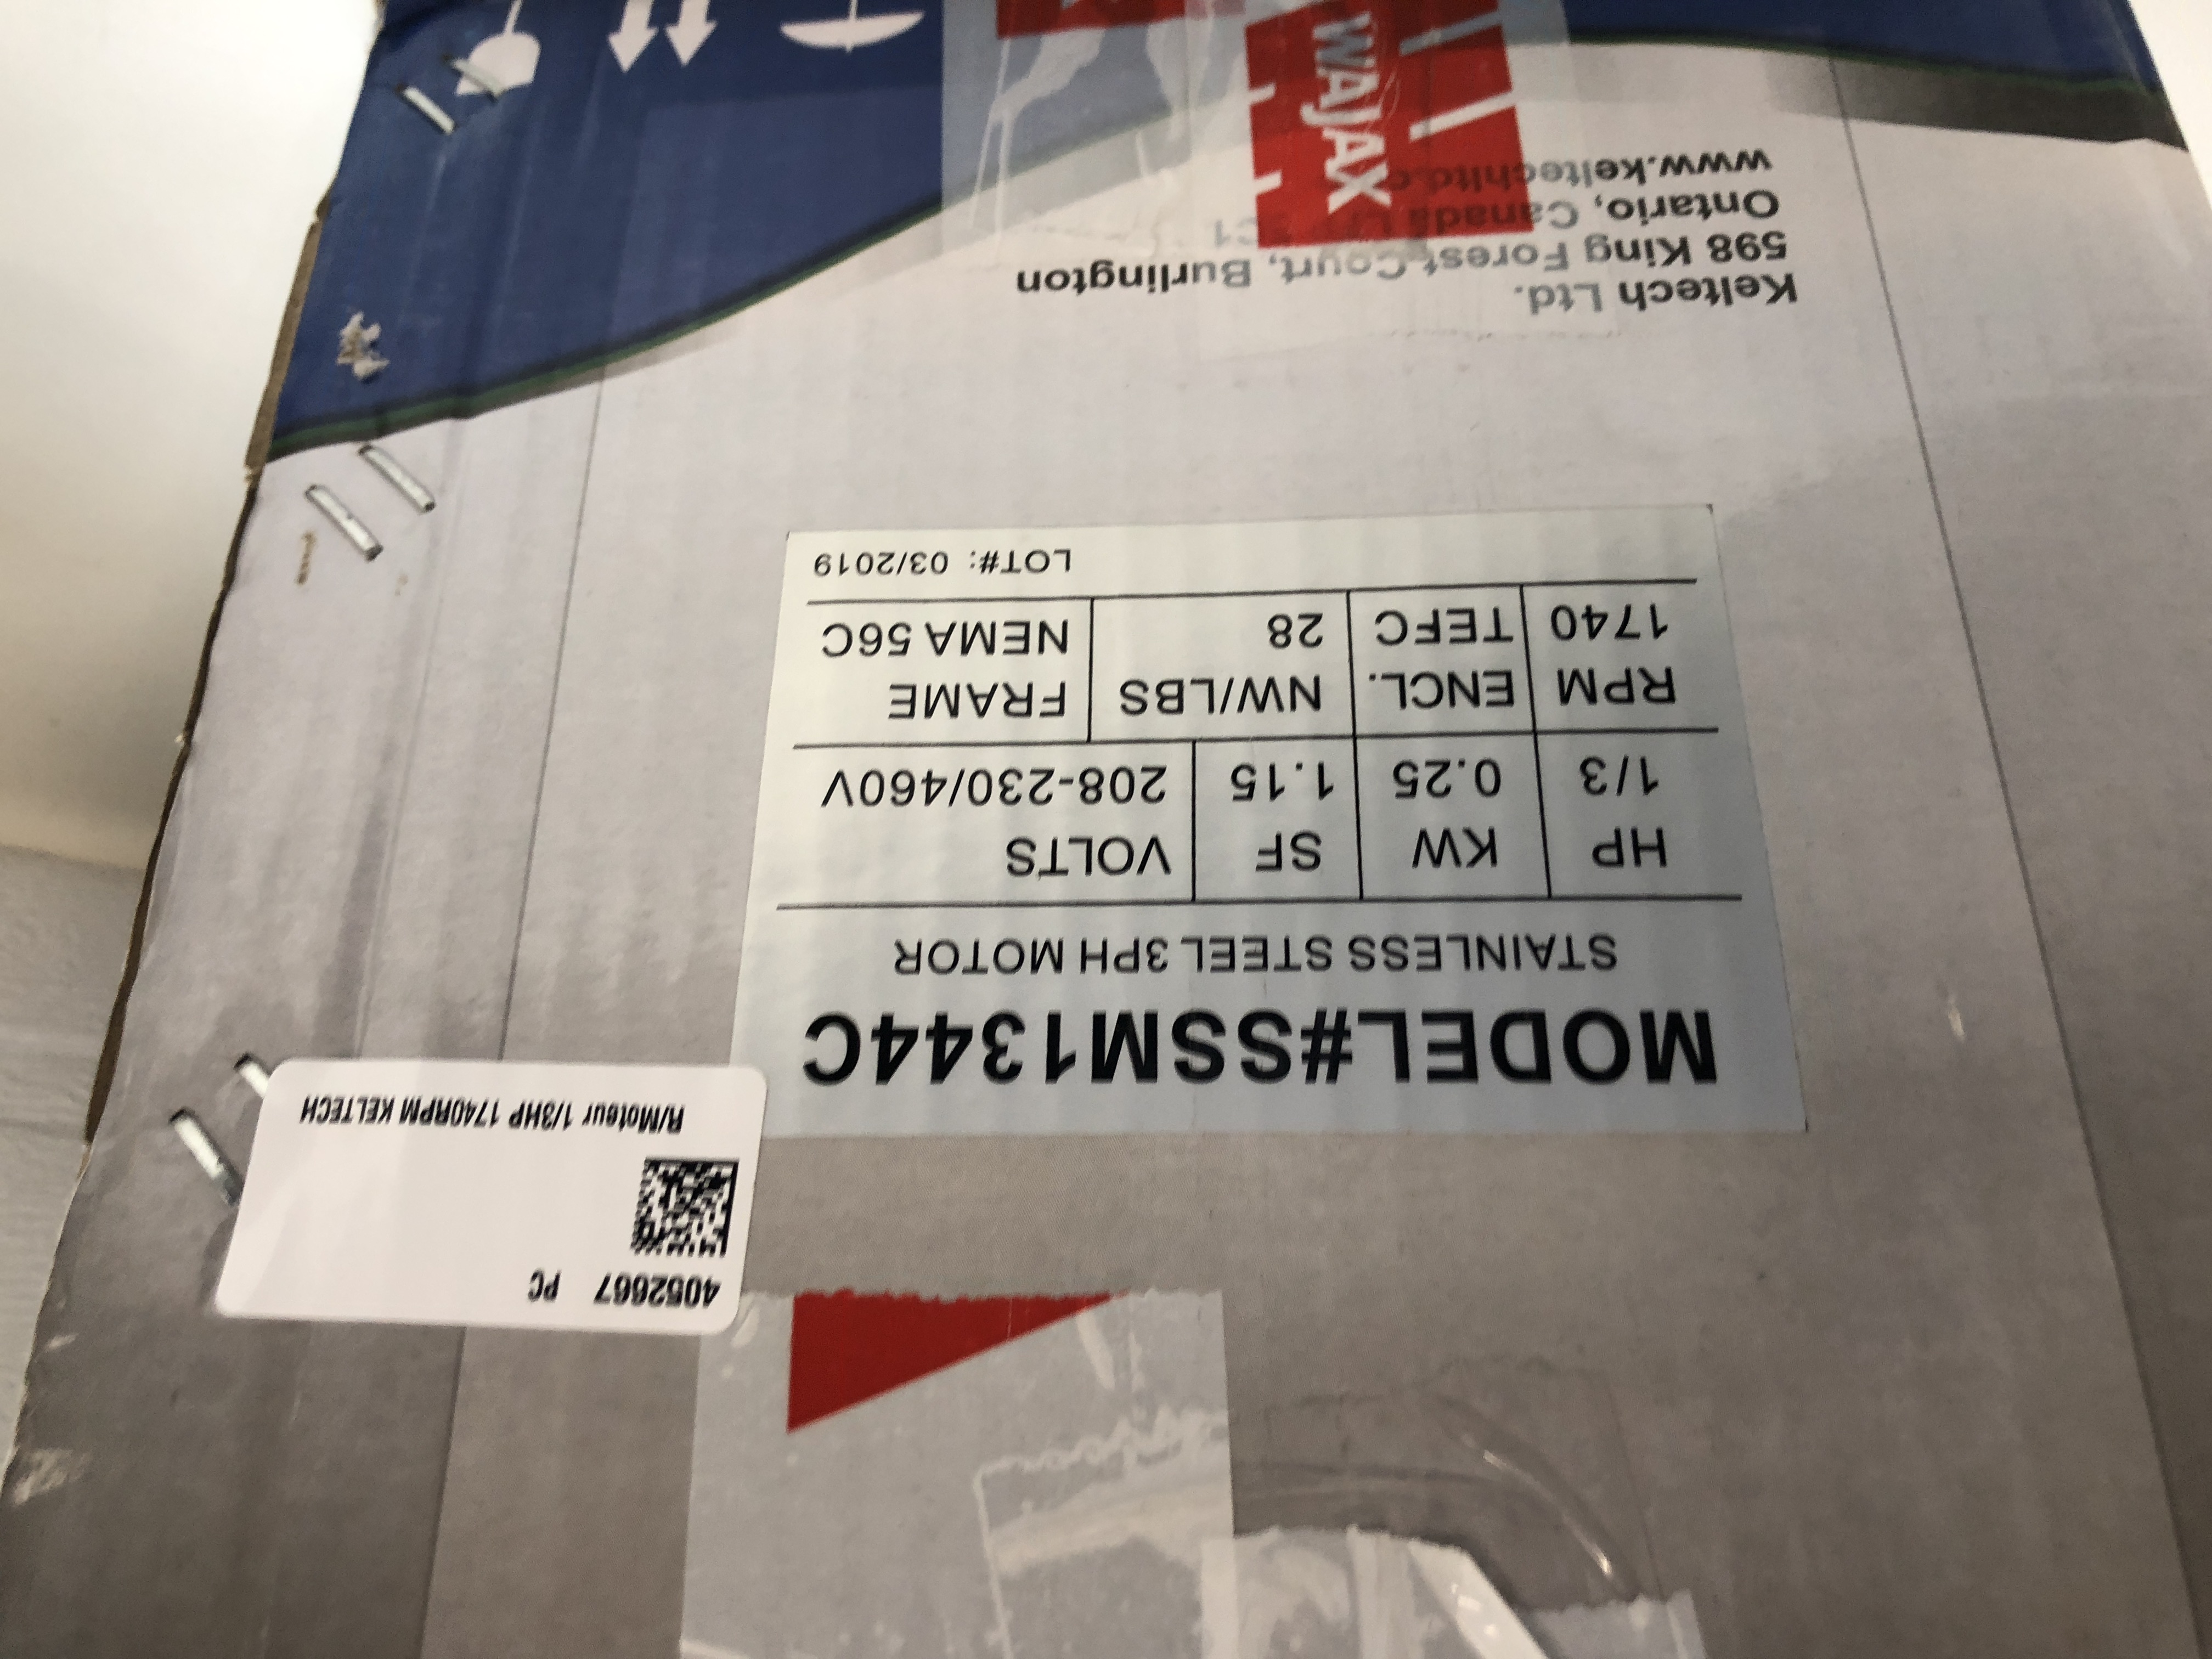 4052667 PC
R/Moteur 1/3HP 1740RPM KELTECH
MODEL#SSM1344C
STAINLESS STEEL 3PH MOTOR
HP KW SF VOLTS
1/3 0.25 1.15 208-230/460V
RPM ENCL. NW/LBS FRAME
1740 TEFC 28 NEMA 56C
LOT#: 03/2019
Keltech Ltd.
598 King Forest Court, Burlington
Ontario, Canada
www.keltechltd.c
WAJAX